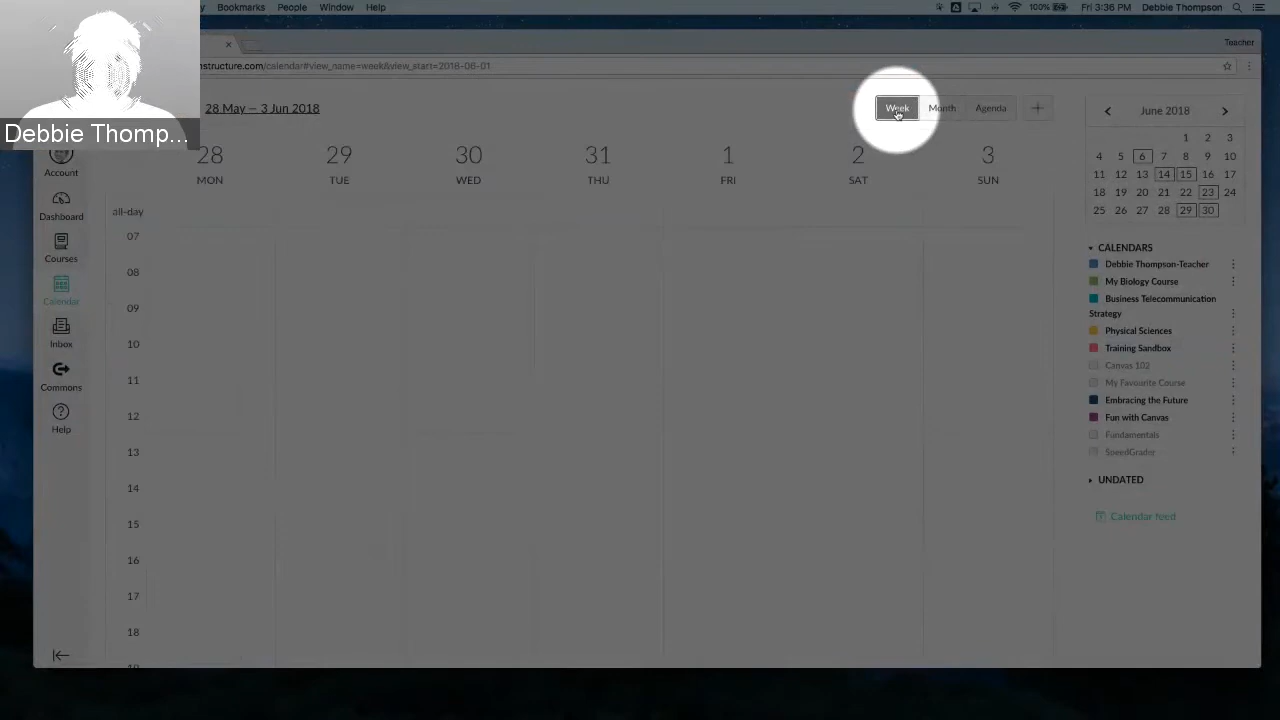 Bookmarks People Window Help 100% Fri 3:36 PM Debbie Thompson
Teacher
nstructure.com/calendar#view_name=week&view_start=2018-06-01
Debbie Thomp...
28 May – 3 Jun 2018
Week Month Agenda +
June 2018
1 2 3
4 5 6 7 8 9 10
11 12 13 14 15 16 17
18 19 20 21 22 23 24
25 26 27 28 29 30
28 29 30 31 1 2 3
MON TUE WED THU FRI SAT SUN
all-day
07
08
09
10
11
12
13
14
15
16
17
18
19
Account
Dashboard
Courses
Calendar
Inbox
Commons
Help
CALENDARS
Debbie Thompson-Teacher
My Biology Course
Business Telecommunication
Strategy
Physical Sciences
Training Sandbox
Canvas 102
My Favourite Course
Embracing the Future
Fun with Canvas
Fundamentals
SpeedGrader
UNDATED
Calendar feed